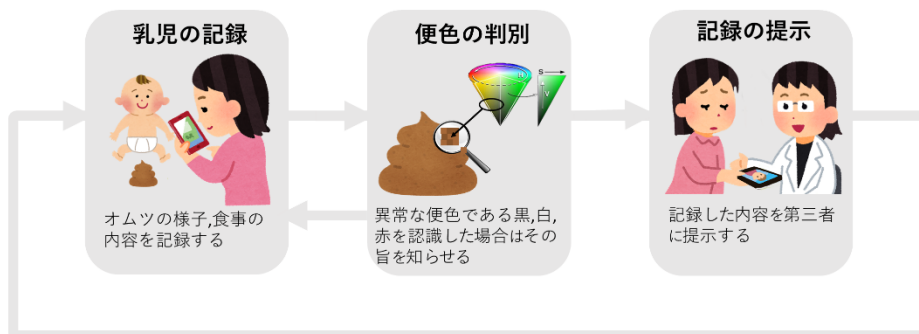 乳児の記録
オムツの様子,食事の
内容を記録する
便色の判別
H
S
V
異常な便色である黒,白,
赤を認識した場合はその
旨を知らせる
記録の提示
記録した内容を第三者
に提示する